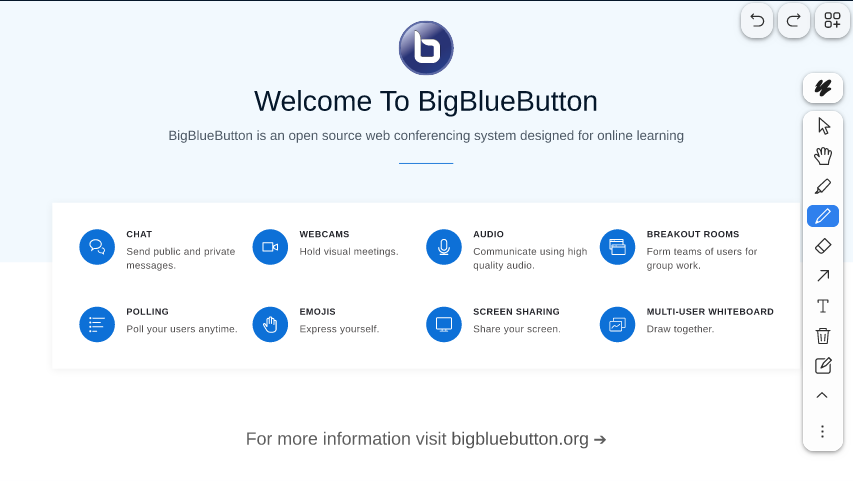 Welcome To BigBlueButton
BigBlueButton is an open source web conferencing system designed for online learning
CHAT
Send public and private
messages.
WEBCAMS
Hold visual meetings.
AUDIO
Communicate using high
quality audio.
BREAKOUT ROOMS
Form teams of users for
group work.
POLLING
Poll your users anytime.
EMOJIS
Express yourself.
SCREEN SHARING
Share your screen.
MULTI-USER WHITEBOARD
Draw together.
For more information visit bigbluebutton.org →